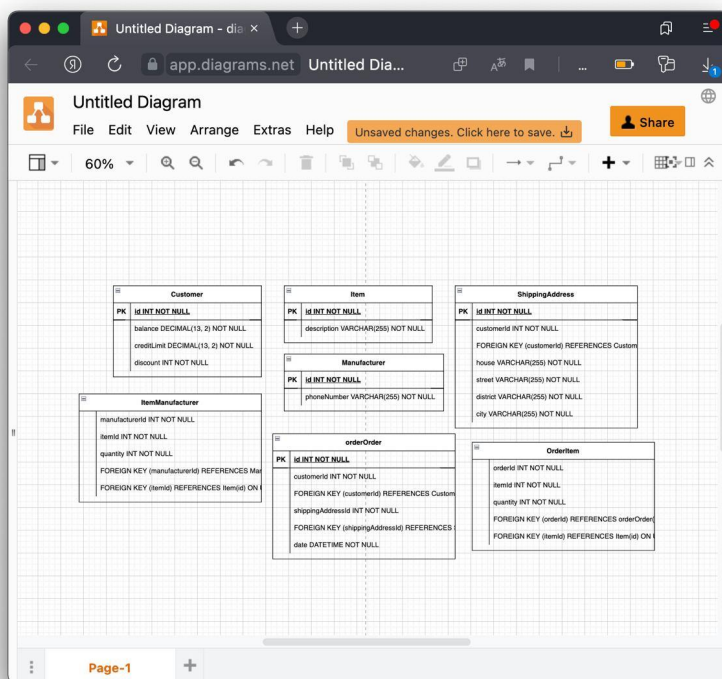 Untitled Diagram - dia
app.diagrams.net Untitled Dia... ...
1
Untitled Diagram
File Edit View Arrange Extras Help
Unsaved changes. Click here to save.
Share
60%
Customer
PK id INT NOT NULL
balance DECIMAL(13, 2) NOT NULL
creditLimit DECIMAL(13, 2) NOT NULL
discount INT NOT NULL
Item
PK id INT NOT NULL
description VARCHAR(255) NOT NULL
ShippingAddress
PK id INT NOT NULL
customerId INT NOT NULL
FOREIGN KEY (customerId) REFERENCES Custom
house VARCHAR(255) NOT NULL
street VARCHAR(255) NOT NULL
district VARCHAR(255) NOT NULL
city VARCHAR(255) NOT NULL
Manufacturer
PK id INT NOT NULL
phoneNumber VARCHAR(255) NOT NULL
ItemManufacturer
manufacturerId INT NOT NULL
itemId INT NOT NULL
quantity INT NOT NULL
FOREIGN KEY (manufacturerId) REFERENCES Mar
FOREIGN KEY (itemId) REFERENCES Item(id) ON
orderOrder
PK id INT NOT NULL
customerId INT NOT NULL
FOREIGN KEY (customerId) REFERENCES Custom
shippingAddressId INT NOT NULL
FOREIGN KEY (shippingAddressId) REFERENCES
date DATETIME NOT NULL
OrderItem
orderId INT NOT NULL
itemId INT NOT NULL
quantity INT NOT NULL
FOREIGN KEY (orderId) REFERENCES orderOrder(
FOREIGN KEY (itemId) REFERENCES Item(id) ON
Page-1